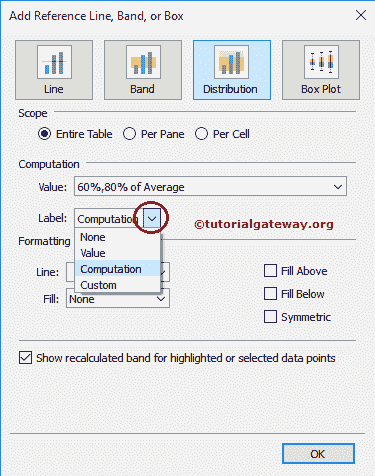 Add Reference Line, Band, or Box
Line Band Distribution Box Plot
Scope
Entire Table Per Pane Per Cell
Computation
Value: 60%,80% of Average
Label: Computation ©tutorialgateway.org
None
Value
Computation
Custom
Formatting
Line: Fill Above
Fill: None Fill Below
Symmetric
Show recalculated band for highlighted or selected data points
OK